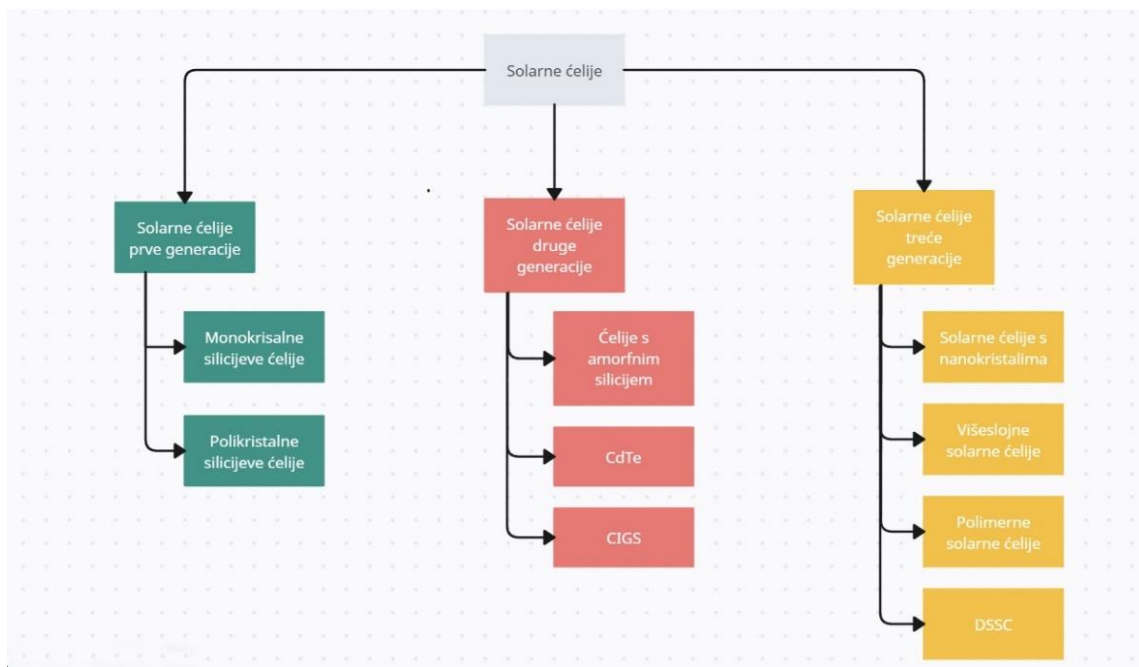 Solarne ćelije
Solarne ćelije
prve generacije
Monokrisalne
silicijeve ćelije
Polikristalne
silicijeve ćelije
Solarne ćelije
druge
generacije
Ćelije s
amorfnim
silicijem
CdTe
CIGS
Solarne ćelije
treće
generacije
Solarne ćelije s
nanokristalima
Višeslojne
solarne ćelije
Polimerne
solarne ćelije
DSSC